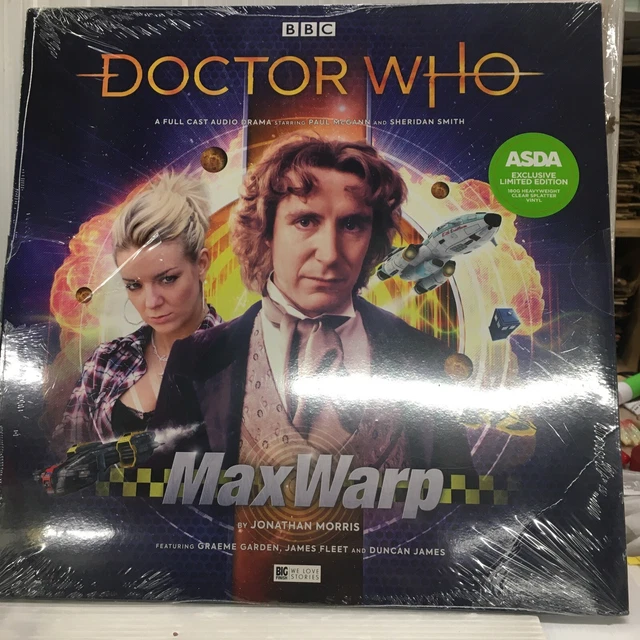 BBC
DOCTOR WHO
A FULL CAST AUDIO DRAMA STARRING PAUL McGANN AND SHERIDAN SMITH
ASDA
EXCLUSIVE
LIMITED EDITION
180G HEAVYWEIGHT
CLEAR SPLATTER
VINYL
MaxWarp
BY JONATHAN MORRIS
FEATURING GRAEME GARDEN, JAMES FLEET AND DUNCAN JAMES
BIG FINISH WE LOVE STORIES